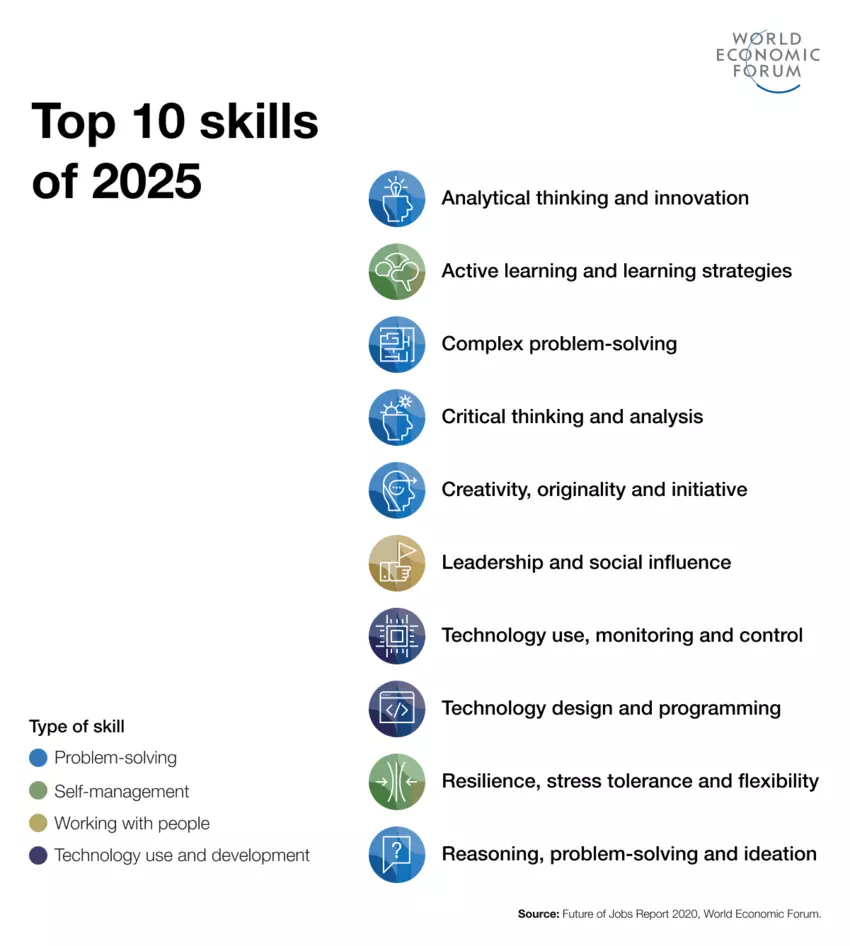 WORLD
ECONOMIC
FORUM
Top 10 skills
of 2025
Analytical thinking and innovation
Active learning and learning strategies
Complex problem-solving
Critical thinking and analysis
Creativity, originality and initiative
Leadership and social influence
Technology use, monitoring and control
Technology design and programming
Resilience, stress tolerance and flexibility
Reasoning, problem-solving and ideation
Type of skill
Problem-solving
Self-management
Working with people
Technology use and development
Source: Future of Jobs Report 2020, World Economic Forum.